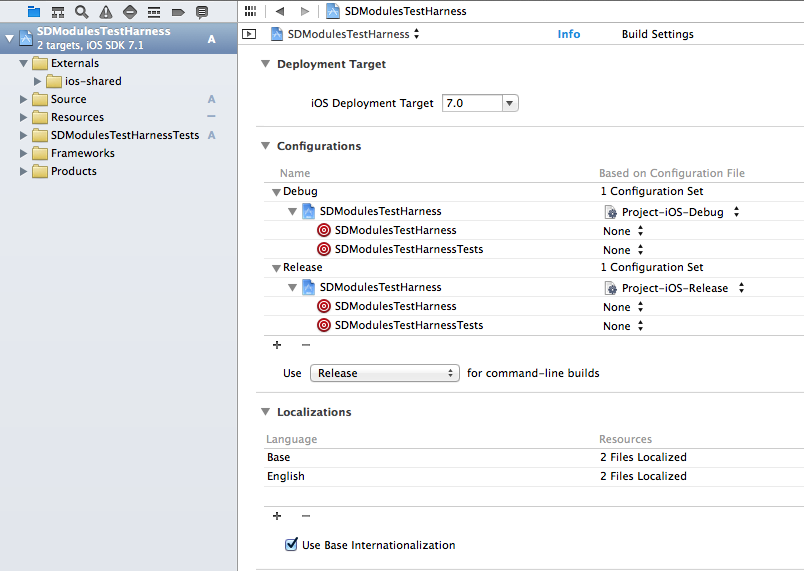 SDModulesTestHarness
2 targets, iOS SDK 7.1
A
Externals
ios-shared
Source
A
Resources
SDModulesTestHarnessTests
A
Frameworks
Products
SDModulesTestHarness
SDModulesTestHarness
Info
Build Settings
Deployment Target
iOS Deployment Target 7.0
Configurations
Name
Based on Configuration File
Debug
1 Configuration Set
SDModulesTestHarness
Project-iOS-Debug
SDModulesTestHarness
None
SDModulesTestHarnessTests
None
Release
1 Configuration Set
SDModulesTestHarness
Project-iOS-Release
SDModulesTestHarness
None
SDModulesTestHarnessTests
None
+ −
Use Release for command-line builds
Localizations
Language
Resources
Base
2 Files Localized
English
2 Files Localized
+ −
Use Base Internationalization